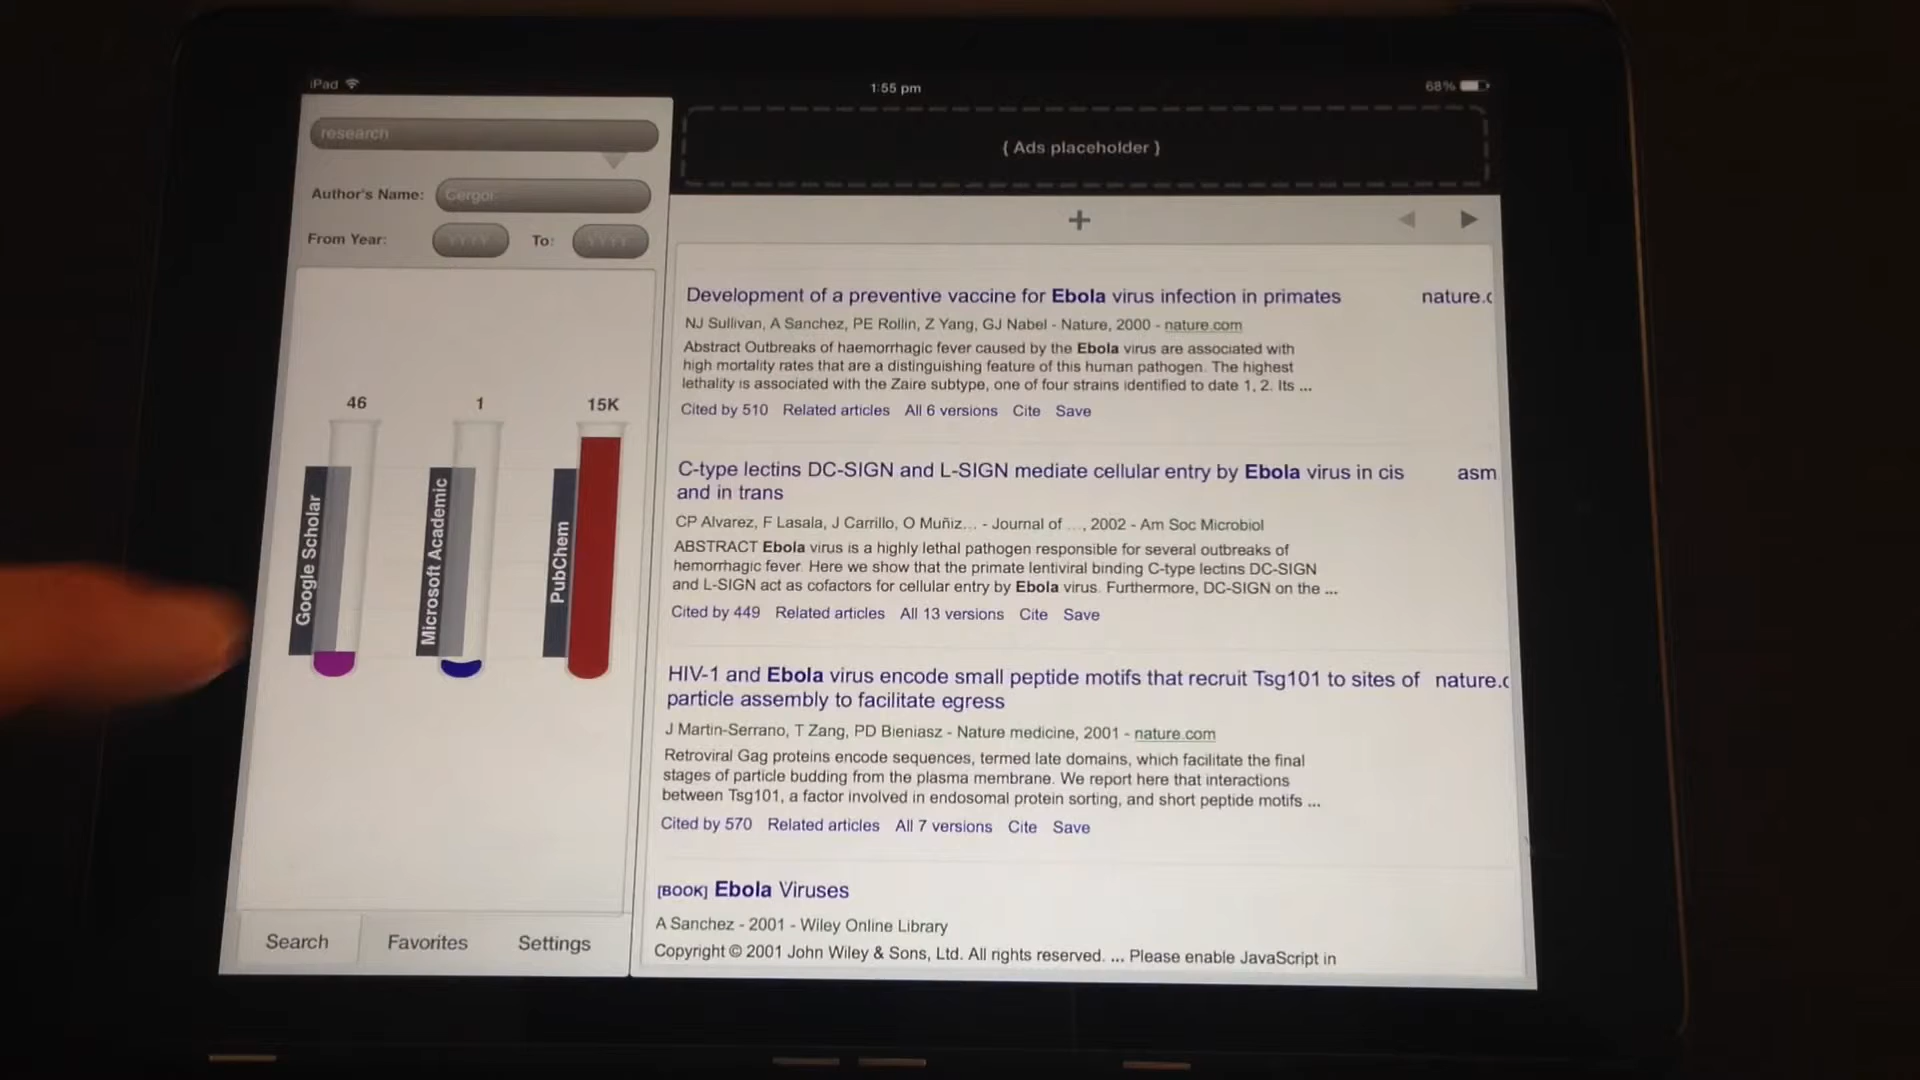 iPad
1:55 pm
68%
research
Author's Name:
From Year: YYYY To: YYYY
46
1
15K
Google Scholar
Microsoft Academic
PubChem
Search
Favorites
Settings
{ Ads placeholder }
+
Development of a preventive vaccine for Ebola virus infection in primates
nature.c
NJ Sullivan, A Sanchez, PE Rollin, Z Yang, GJ Nabel - Nature, 2000 - nature.com
Abstract Outbreaks of haemorrhagic fever caused by the Ebola virus are associated with
high mortality rates that are a distinguishing feature of this human pathogen. The highest
lethality is associated with the Zaire subtype, one of four strains identified to date 1, 2. Its ...
Cited by 510 Related articles All 6 versions Cite Save
C-type lectins DC-SIGN and L-SIGN mediate cellular entry by Ebola virus in cis
asm
and in trans
CP Alvarez, F Lasala, J Carrillo, O Muñiz... - Journal of ..., 2002 - Am Soc Microbiol
ABSTRACT Ebola virus is a highly lethal pathogen responsible for several outbreaks of
hemorrhagic fever. Here we show that the primate lentiviral binding C-type lectins DC-SIGN
and L-SIGN act as cofactors for cellular entry by Ebola virus. Furthermore, DC-SIGN on the ...
Cited by 449 Related articles All 13 versions Cite Save
HIV-1 and Ebola virus encode small peptide motifs that recruit Tsg101 to sites of
nature.c
particle assembly to facilitate egress
J Martin-Serrano, T Zang, PD Bieniasz - Nature medicine, 2001 - nature.com
Retroviral Gag proteins encode sequences, termed late domains, which facilitate the final
stages of particle budding from the plasma membrane. We report here that interactions
between Tsg101, a factor involved in endosomal protein sorting, and short peptide motifs ...
Cited by 570 Related articles All 7 versions Cite Save
[BOOK] Ebola Viruses
A Sanchez - 2001 - Wiley Online Library
Copyright © 2001 John Wiley & Sons, Ltd. All rights reserved. ... Please enable JavaScript in